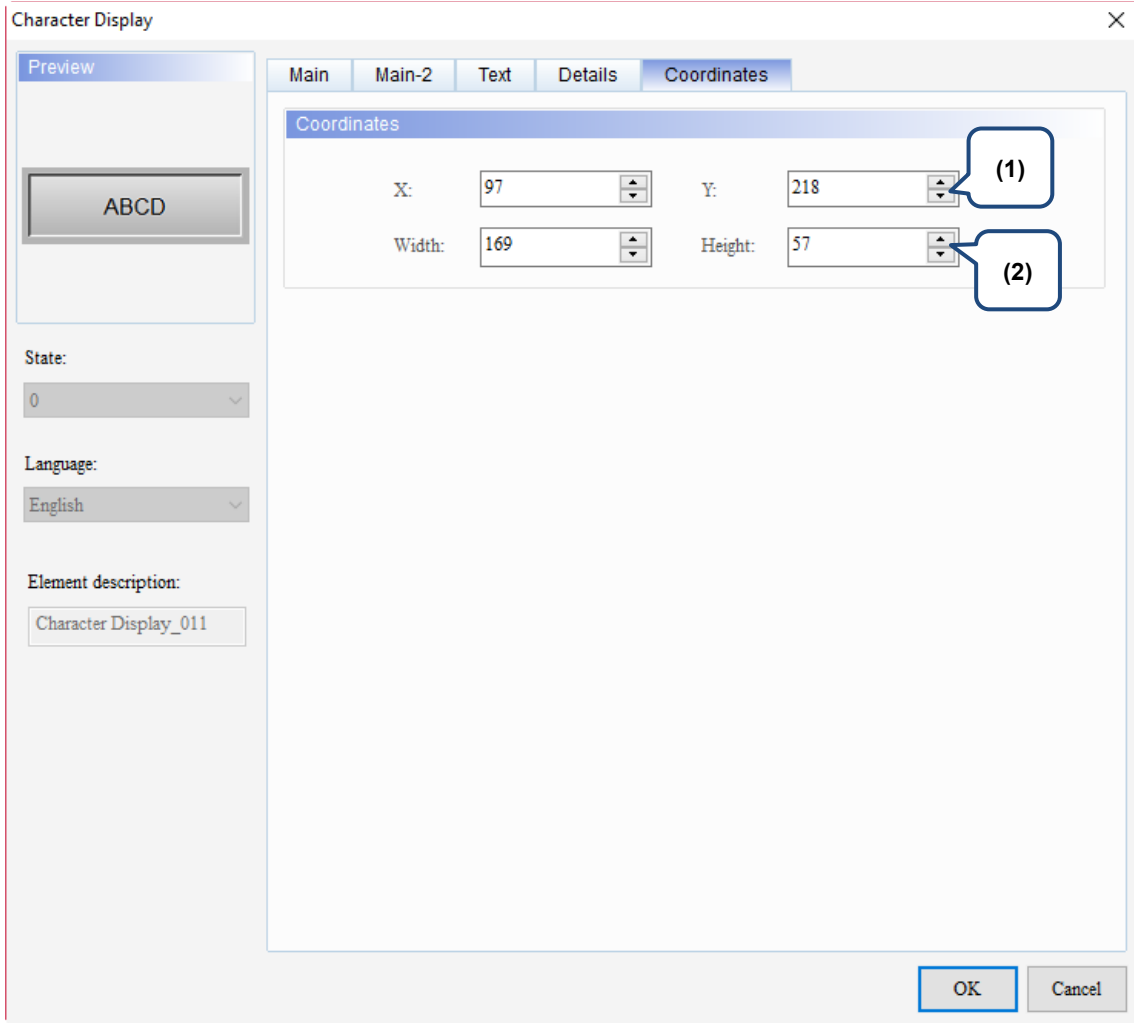 Character Display
Preview
ABCD
State:
0
Language:
English
Element description:
Character Display_011
Main Main-2 Text Details Coordinates
Coordinates
X: 97 Y: 218 (1)
Width: 169 Height: 57 (2)
OK Cancel